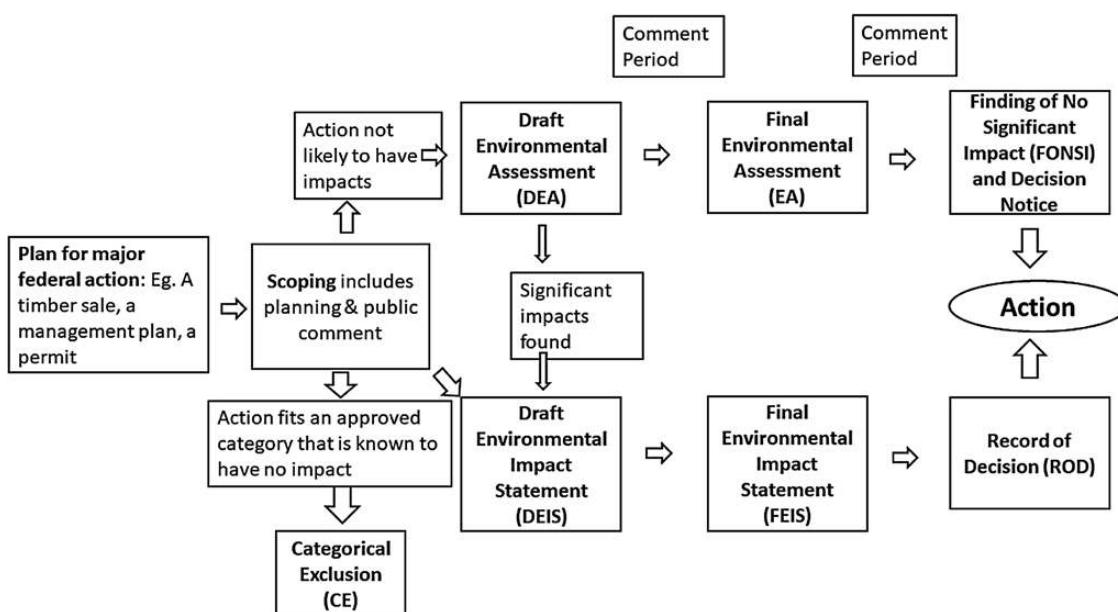 Comment
Period
Comment
Period
Action not
likely to have
impacts
Draft
Environmental
Assessment
(DEA)
Final
Environmental
Assessment
(EA)
Finding of No
Significant
Impact (FONSI)
and Decision
Notice
Plan for major
federal action: Eg. A
timber sale, a
management plan, a
permit
Scoping includes
planning & public
comment
Significant
impacts
found
Action
Action fits an approved
category that is known to
have no impact
Draft
Environmental
Impact
Statement
(DEIS)
Final
Environmental
Impact
Statement
(FEIS)
Record of
Decision (ROD)
Categorical
Exclusion
(CE)